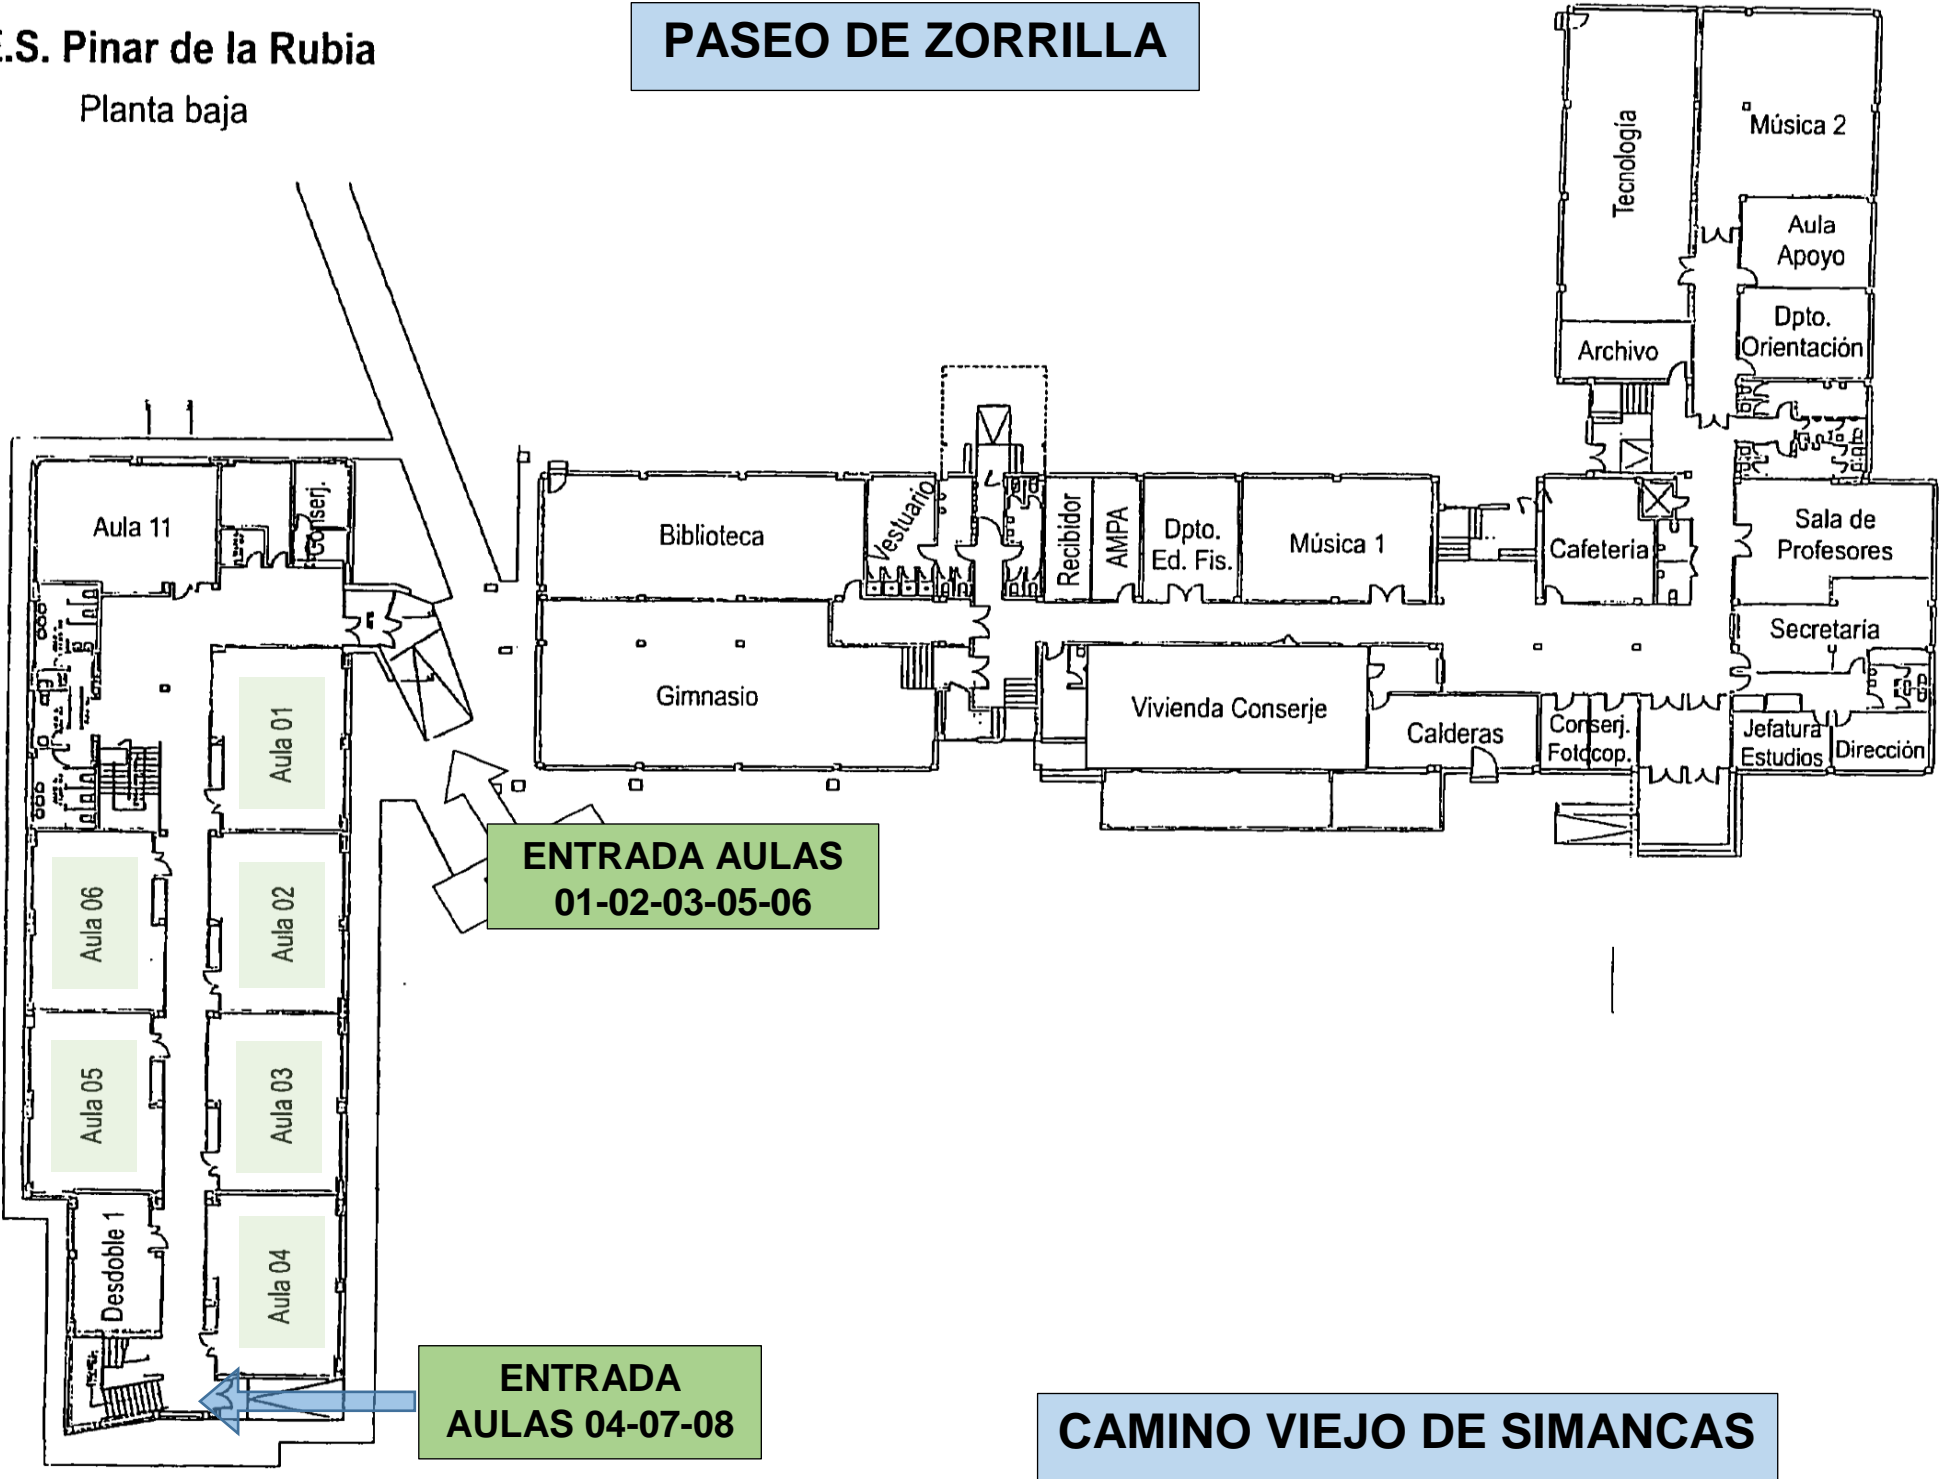 E.S. Pinar de la Rubia
Planta baja
PASEO DE ZORRILLA
Tecnología
Música 2
Aula
Apoyo
Dpto.
Orientación
Archivo
Aula 11
Conserj.
Biblioteca
Vestuario
Recibidor
AMPA
Dpto.
Ed. Fis.
Música 1
Cafeteria
Sala de
Profesores
Secretaría
Gimnasio
Vivienda Conserje
Calderas
Conserj.
Fotocop.
Jefatura
Estudios
Dirección
Aula 01
Aula 06
Aula 02
Aula 05
Aula 03
Desdoble 1
Aula 04
ENTRADA AULAS
01-02-03-05-06
ENTRADA
AULAS 04-07-08
CAMINO VIEJO DE SIMANCAS